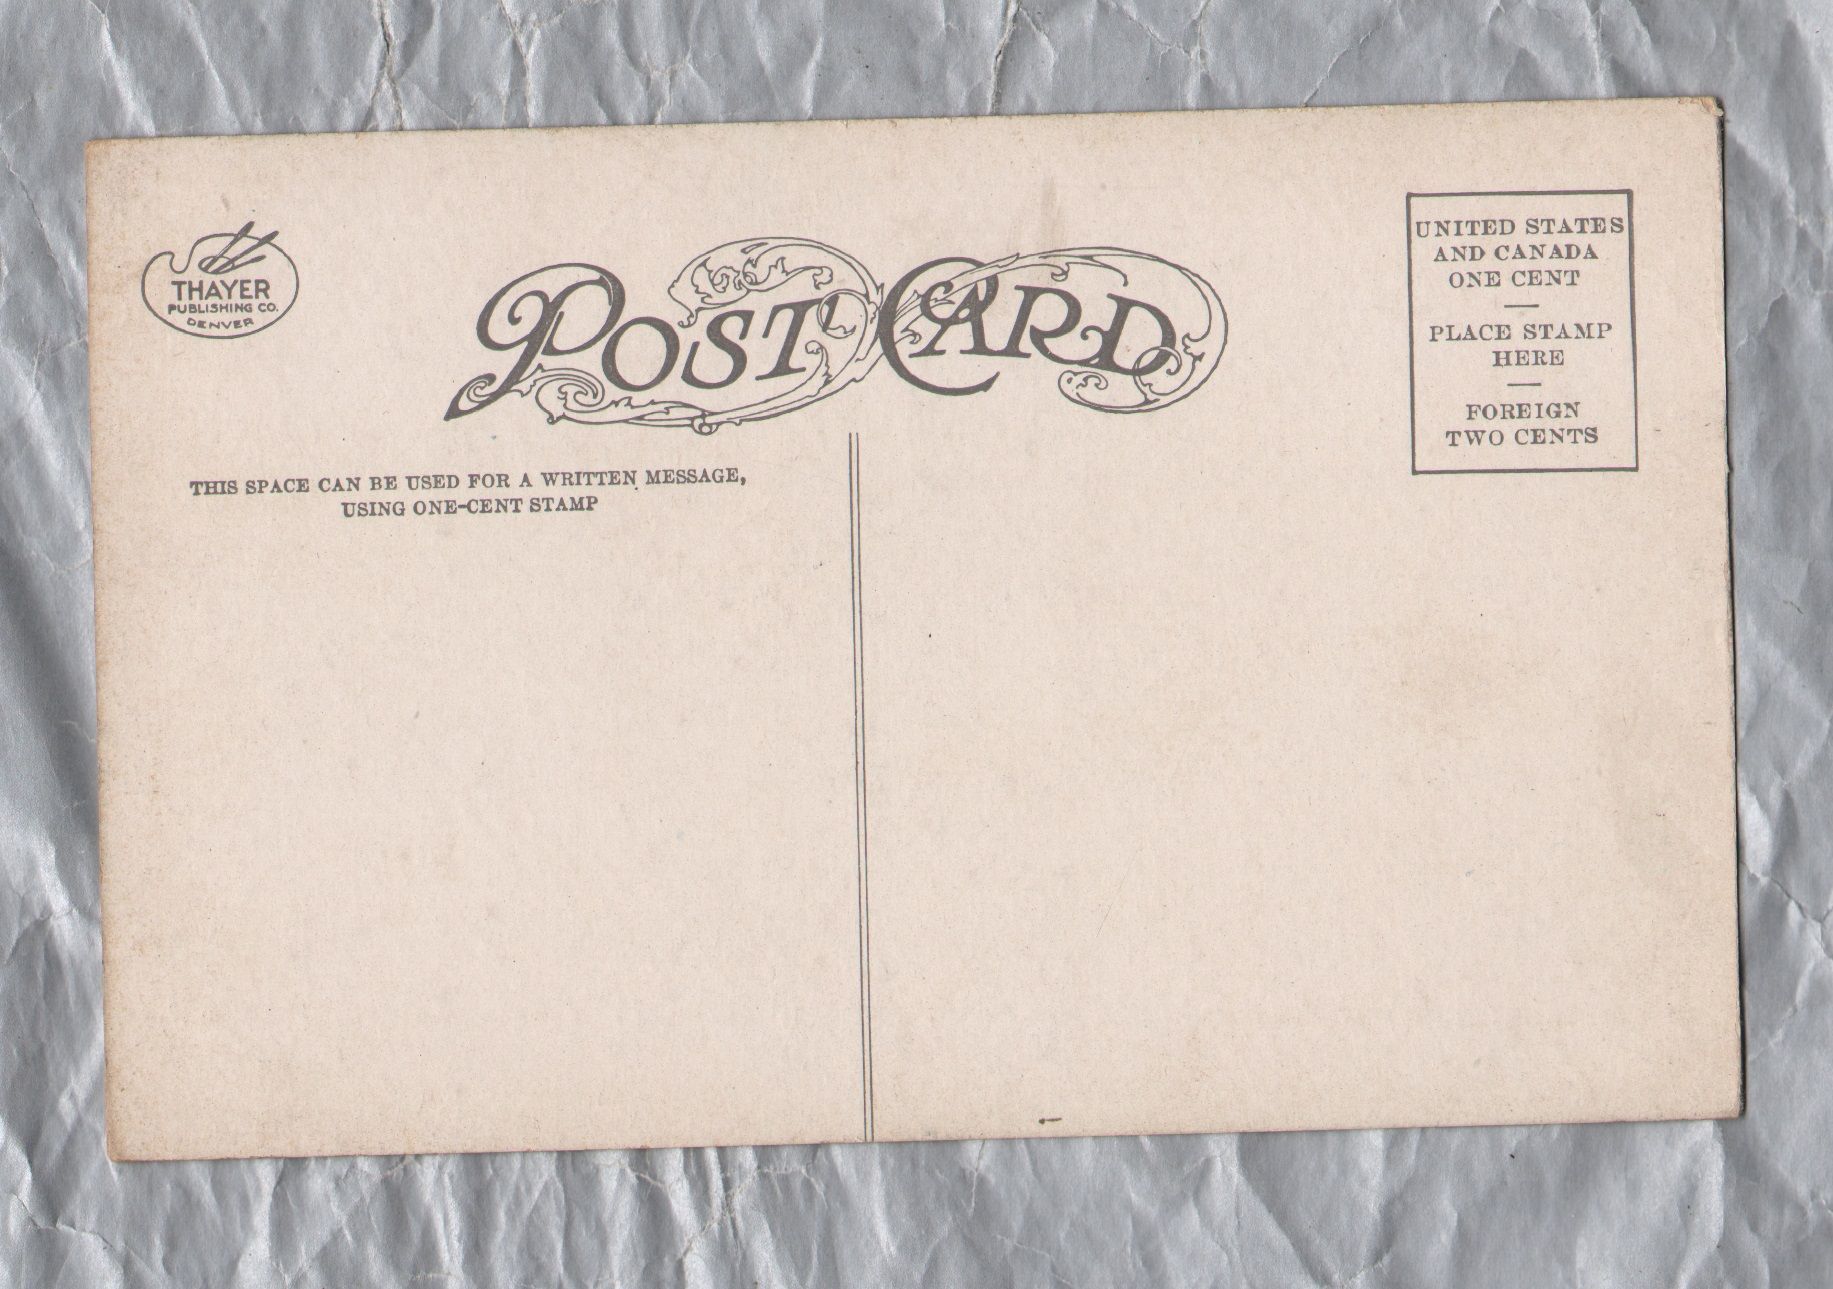 THAYER
PUBLISHING CO.
DENVER
POST CARD
UNITED STATES
AND CANADA
ONE CENT
PLACE STAMP
HERE
FOREIGN
TWO CENTS
THIS SPACE CAN BE USED FOR A WRITTEN MESSAGE,
USING ONE-CENT STAMP